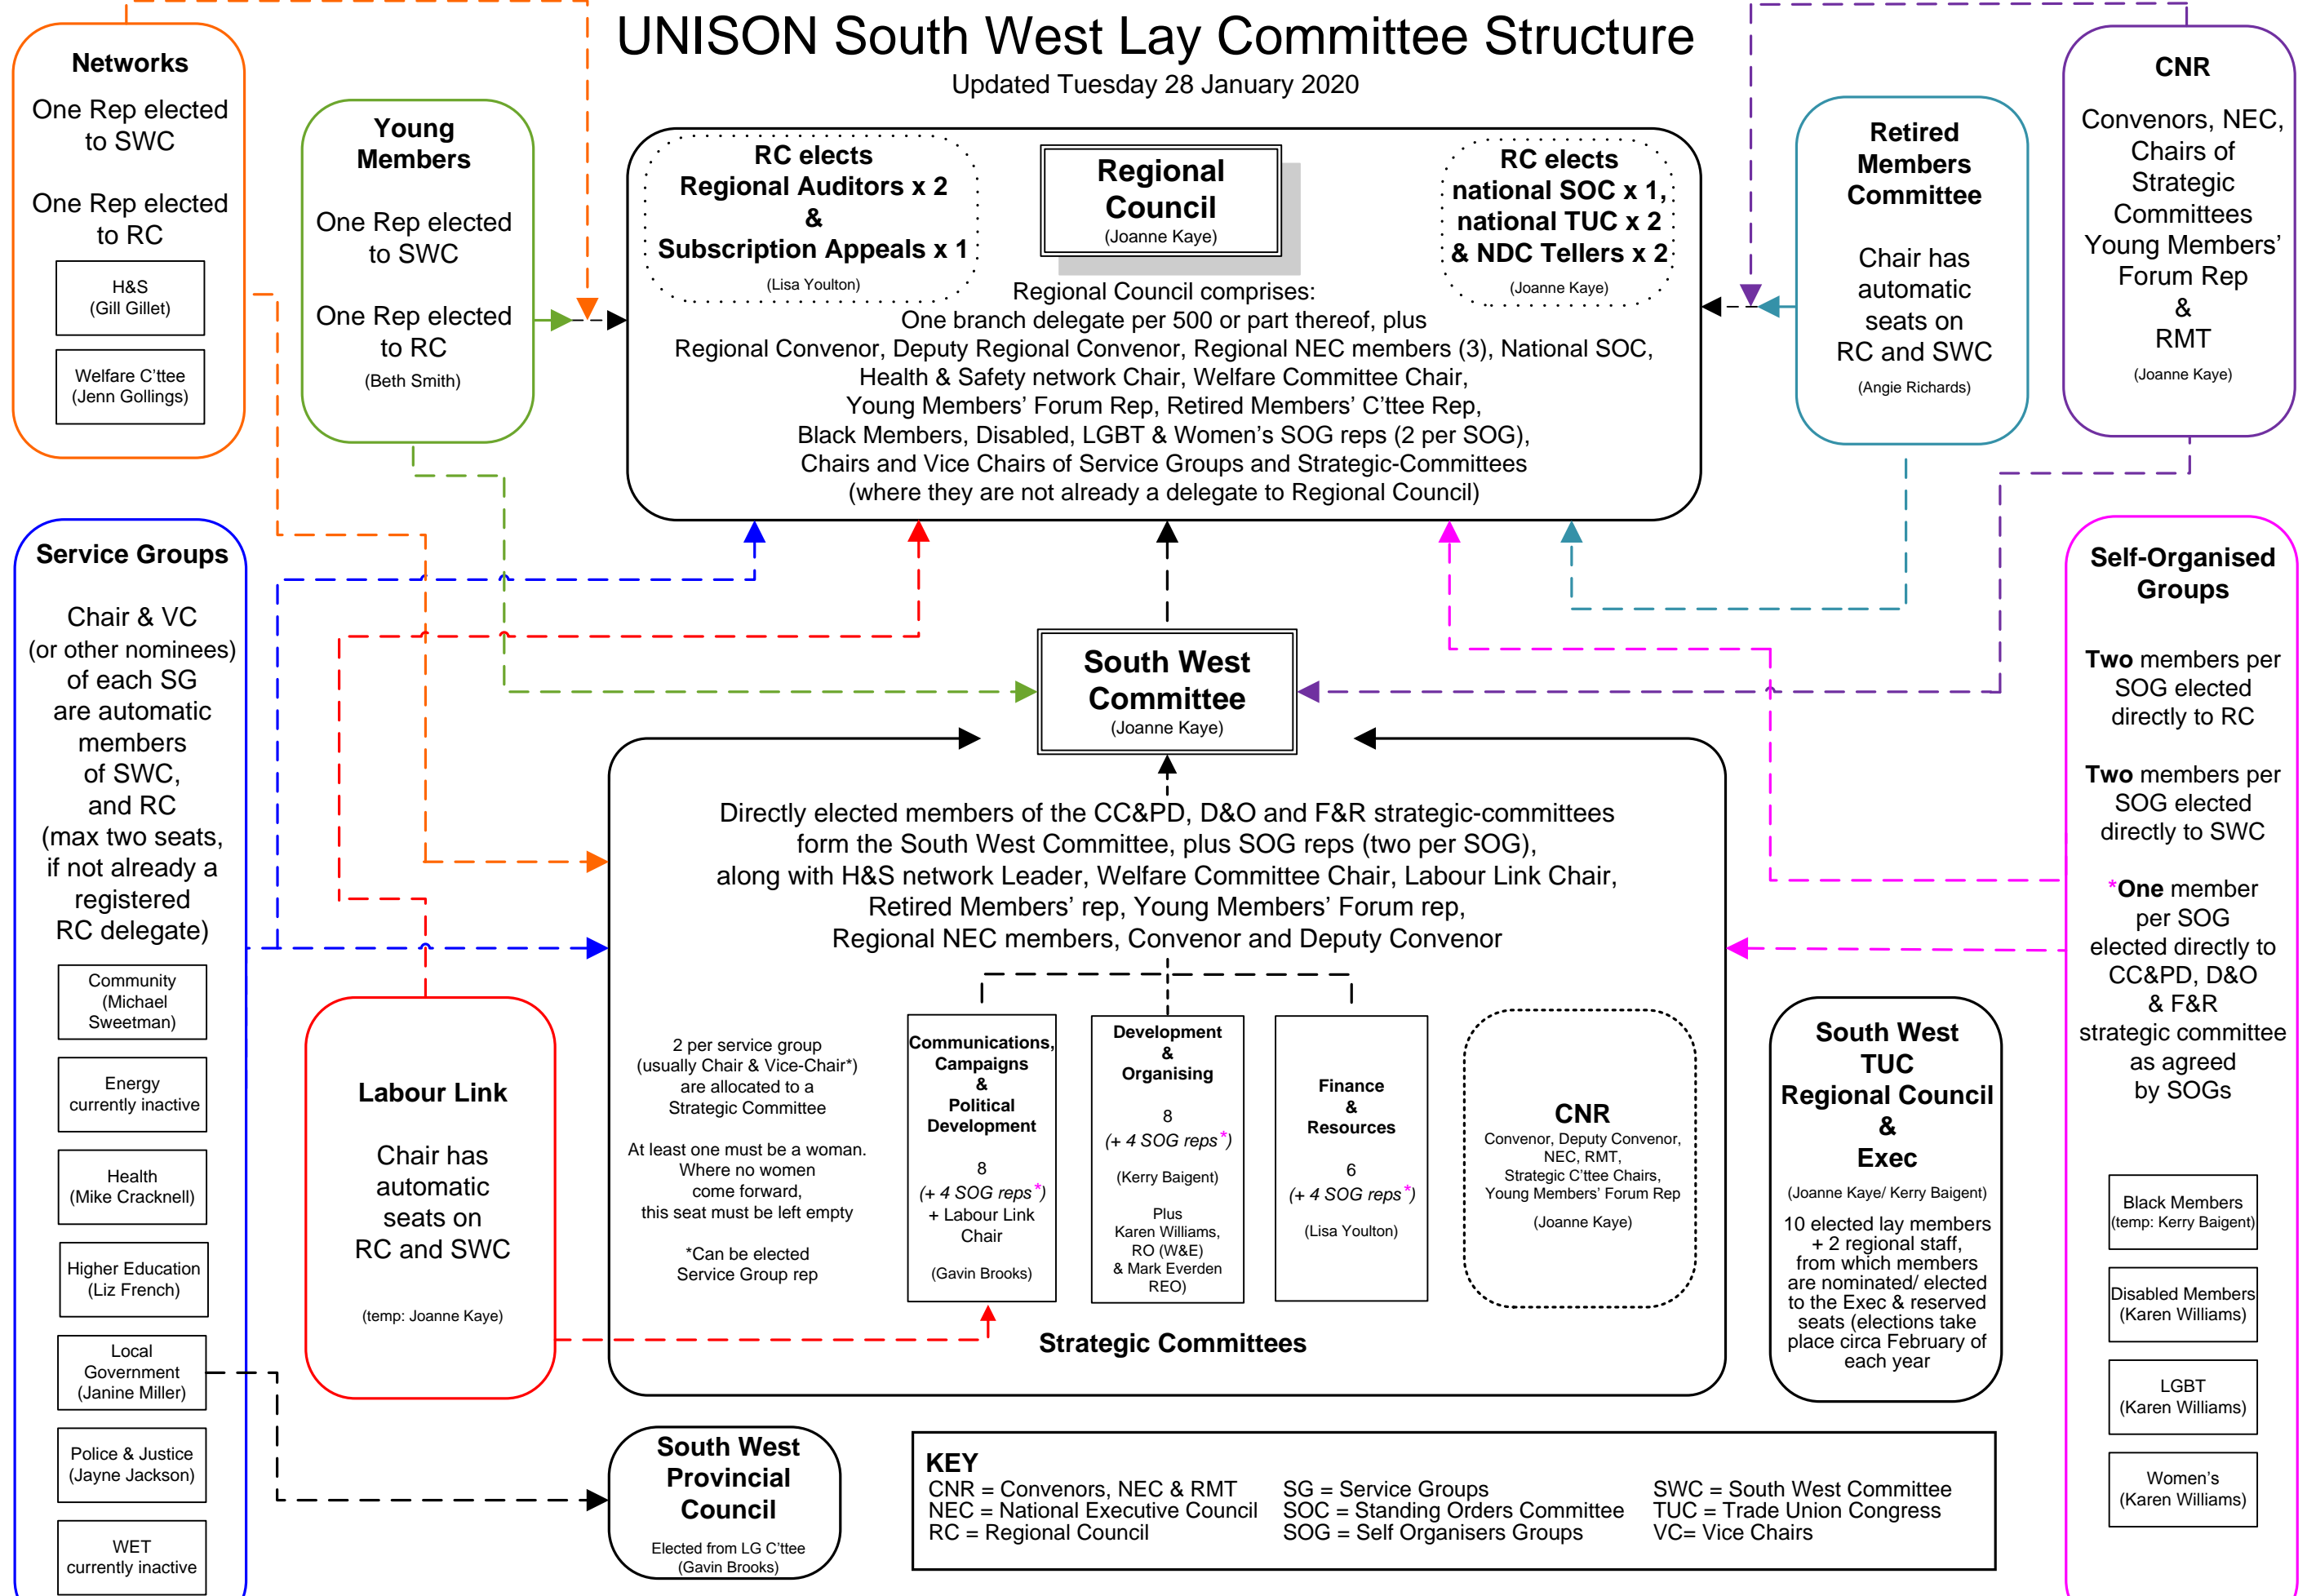 UNISON South West Lay Committee Structure
Updated Tuesday 28 January 2020
Networks
One Rep elected
to SWC
One Rep elected
to RC
H&S
(Gill Gillet)
Welfare C'ttee
(Jenn Gollings)
Young
Members
One Rep elected
to SWC
One Rep elected
to RC
(Beth Smith)
RC elects
Regional Auditors x 2
&
Subscription Appeals x 1
(Lisa Youlton)
Regional
Council
(Joanne Kaye)
RC elects
national SOC x 1,
national TUC x 2
& NDC Tellers x 2
(Joanne Kaye)
Regional Council comprises:
One branch delegate per 500 or part thereof, plus
Regional Convenor, Deputy Regional Convenor, Regional NEC members (3), National SOC,
Health & Safety network Chair, Welfare Committee Chair,
Young Members’ Forum Rep, Retired Members’ C’ttee Rep,
Black Members, Disabled, LGBT & Women’s SOG reps (2 per SOG),
Chairs and Vice Chairs of Service Groups and Strategic-Committees
(where they are not already a delegate to Regional Council)
Retired
Members
Committee
Chair has
automatic
seats on
RC and SWC
(Angie Richards)
CNR
Convenors, NEC,
Chairs of
Strategic
Committees
Young Members’
Forum Rep
&
RMT
(Joanne Kaye)
Service Groups
Chair & VC
(or other nominees)
of each SG
are automatic
members
of SWC,
and RC
(max two seats,
if not already a
registered
RC delegate)
Community
(Michael
Sweetman)
Energy
currently inactive
Health
(Mike Cracknell)
Higher Education
(Liz French)
Local
Government
(Janine Miller)
Police & Justice
(Jayne Jackson)
WET
currently inactive
Labour Link
Chair has
automatic
seats on
RC and SWC
(temp: Joanne Kaye)
South West
Committee
(Joanne Kaye)
Directly elected members of the CC&PD, D&O and F&R strategic-committees
form the South West Committee, plus SOG reps (two per SOG),
along with H&S network Leader, Welfare Committee Chair, Labour Link Chair,
Retired Members’ rep, Young Members’ Forum rep,
Regional NEC members, Convenor and Deputy Convenor
2 per service group
(usually Chair & Vice-Chair*)
are allocated to a
Strategic Committee
At least one must be a woman.
Where no women
come forward,
this seat must be left empty
*Can be elected
Service Group rep
Communications,
Campaigns
&
Political
Development
8
(+ 4 SOG reps*)
+ Labour Link
Chair
(Gavin Brooks)
Development
&
Organising
8
(+ 4 SOG reps*)
(Kerry Baigent)
Plus
Karen Williams,
RO (W&E)
& Mark Everden
REO)
Finance
&
Resources
6
(+ 4 SOG reps*)
(Lisa Youlton)
CNR
Convenor, Deputy Convenor,
NEC, RMT,
Strategic C’ttee Chairs,
Young Members’ Forum Rep
(Joanne Kaye)
Strategic Committees
South West
TUC
Regional Council
&
Exec
(Joanne Kaye/ Kerry Baigent)
10 elected lay members
+ 2 regional staff,
from which members
are nominated/ elected
to the Exec & reserved
seats (elections take
place circa February of
each year
Self-Organised
Groups
Two members per
SOG elected
directly to RC
Two members per
SOG elected
directly to SWC
*One member
per SOG
elected directly to
CC&PD, D&O
& F&R
strategic committee
as agreed
by SOGs
Black Members
(temp: Kerry Baigent)
Disabled Members
(Karen Williams)
LGBT
(Karen Williams)
Women's
(Karen Williams)
South West
Provincial
Council
Elected from LG C'ttee
(Gavin Brooks)
KEY
CNR = Convenors, NEC & RMT
NEC = National Executive Council
RC = Regional Council
SG = Service Groups
SOC = Standing Orders Committee
SOG = Self Organisers Groups
SWC = South West Committee
TUC = Trade Union Congress
VC= Vice Chairs